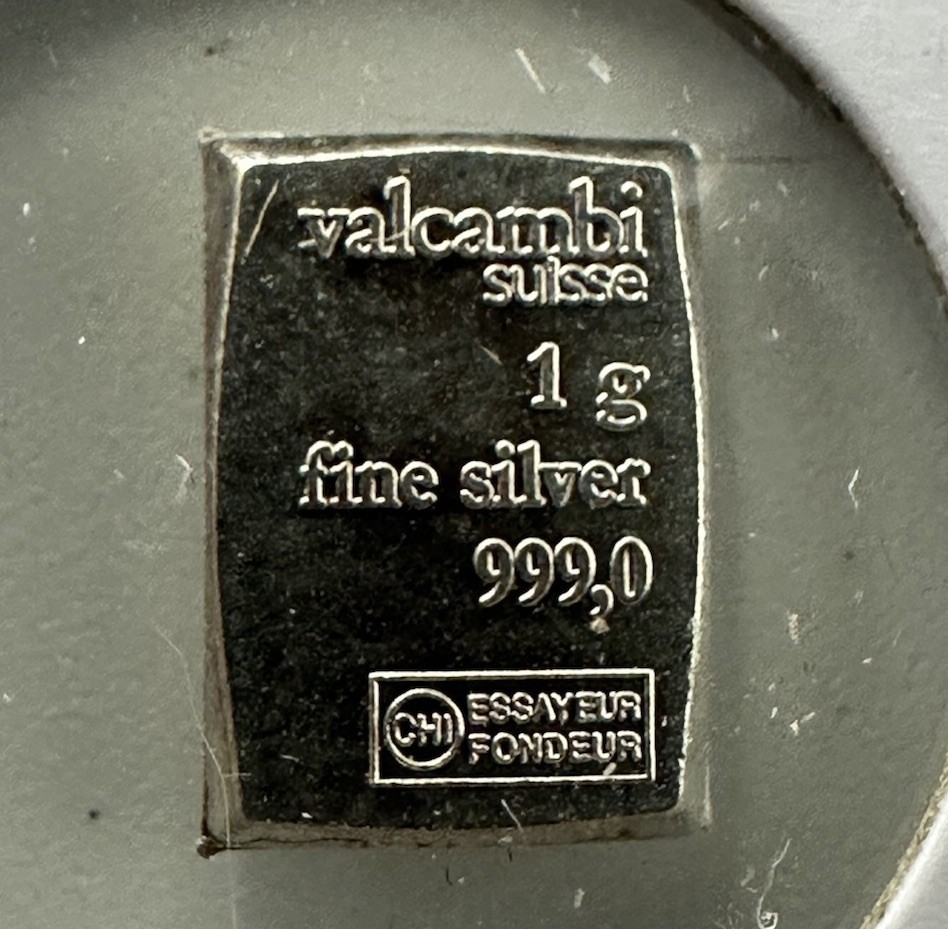 valcambi
suisse
1 g
fine silver
999,0
CHI ESSAYEUR
FONDEUR